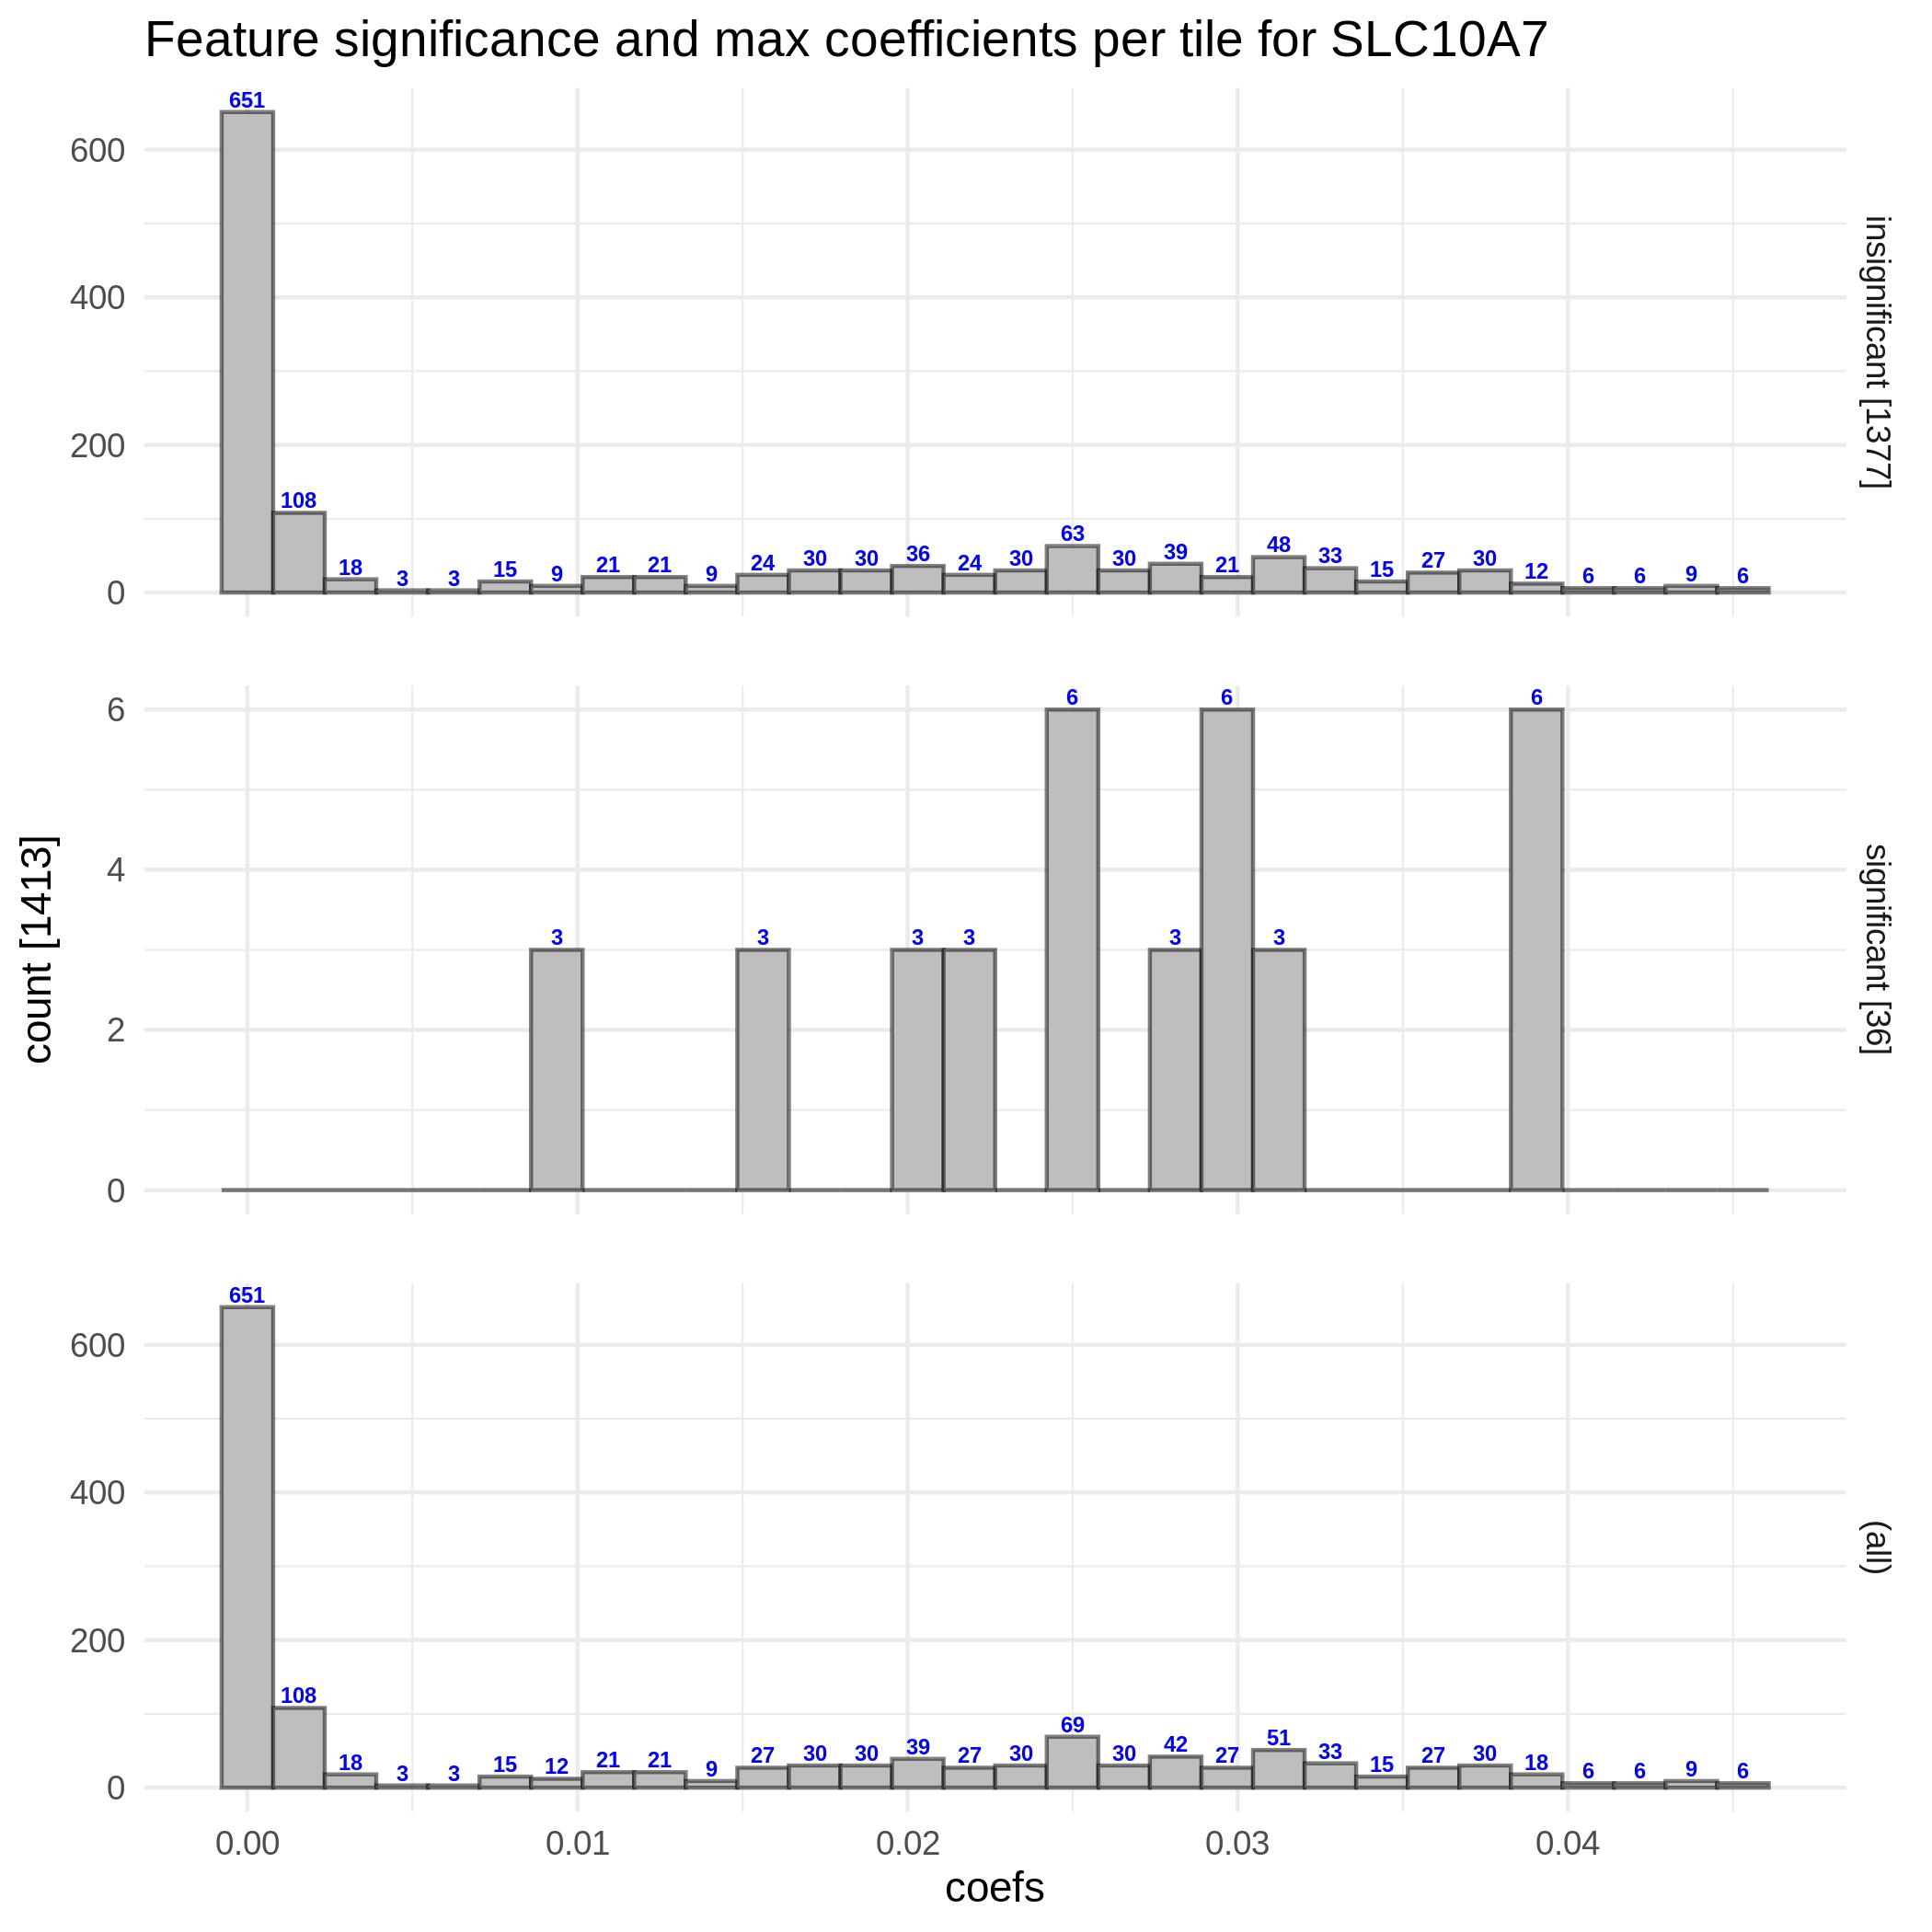 Feature significance and max coefficients per tile for SLC10A7
651
600
400
200
0
108 18 3 3 15 9 21 21 9 24 30 30 36 24 30 63 30 39 21 48 33 15 27 30 12 6 6 9 6
insignificant [1377]
count [1413]
6
4
2
0
3 3 3 3 6 3 6 3 6
significant [36]
651
600
400
200
0
108 18 3 3 15 12 21 21 9 27 30 30 39 27 30 69 30 42 27 51 33 15 27 30 18 6 6 9 6
(all)
0.00 0.01 0.02 0.03 0.04
coefs